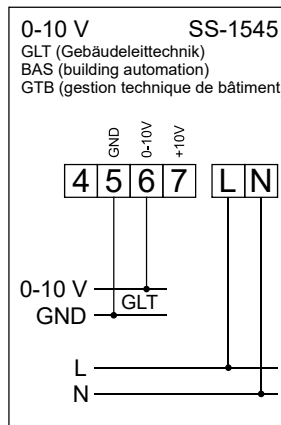 0-10 V SS-1545
GLT (Gebäudeleittechnik)
BAS (building automation)
GTB (gestion technique de bâtiment
GND 0-10V +10V
4 5 6 7 L N
0-10 V
GLT
GND
L
N